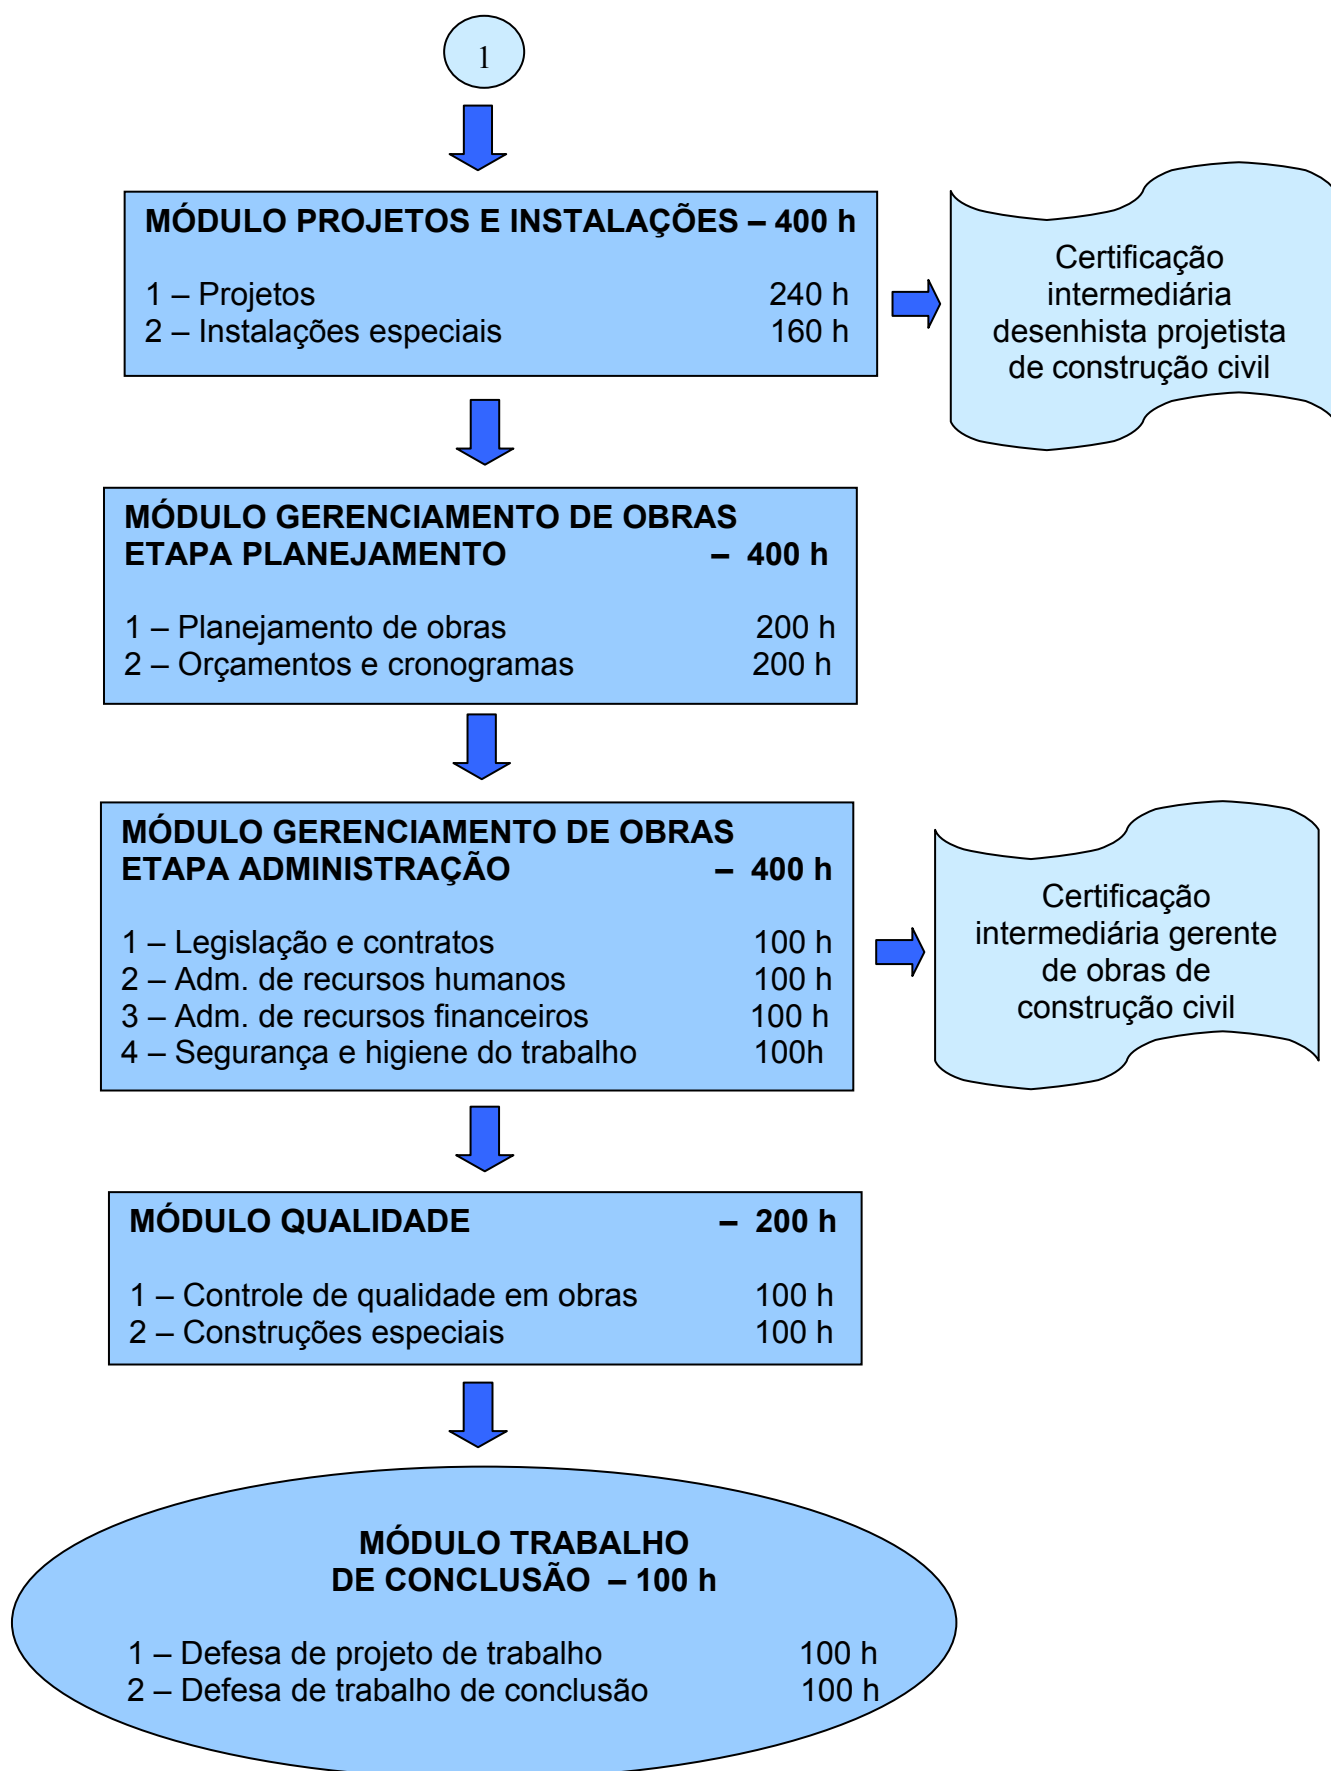 1
MÓDULO PROJETOS E INSTALAÇÕES – 400 h
1 – Projetos 240 h
2 – Instalações especiais 160 h
Certificação
intermediária
desenhista projetista
de construção civil
MÓDULO GERENCIAMENTO DE OBRAS
ETAPA PLANEJAMENTO – 400 h
1 – Planejamento de obras 200 h
2 – Orçamentos e cronogramas 200 h
MÓDULO GERENCIAMENTO DE OBRAS
ETAPA ADMINISTRAÇÃO – 400 h
1 – Legislação e contratos 100 h
2 – Adm. de recursos humanos 100 h
3 – Adm. de recursos financeiros 100 h
4 – Segurança e higiene do trabalho 100h
Certificação
intermediária gerente
de obras de
construção civil
MÓDULO QUALIDADE – 200 h
1 – Controle de qualidade em obras 100 h
2 – Construções especiais 100 h
MÓDULO TRABALHO
DE CONCLUSÃO – 100 h
1 – Defesa de projeto de trabalho 100 h
2 – Defesa de trabalho de conclusão 100 h